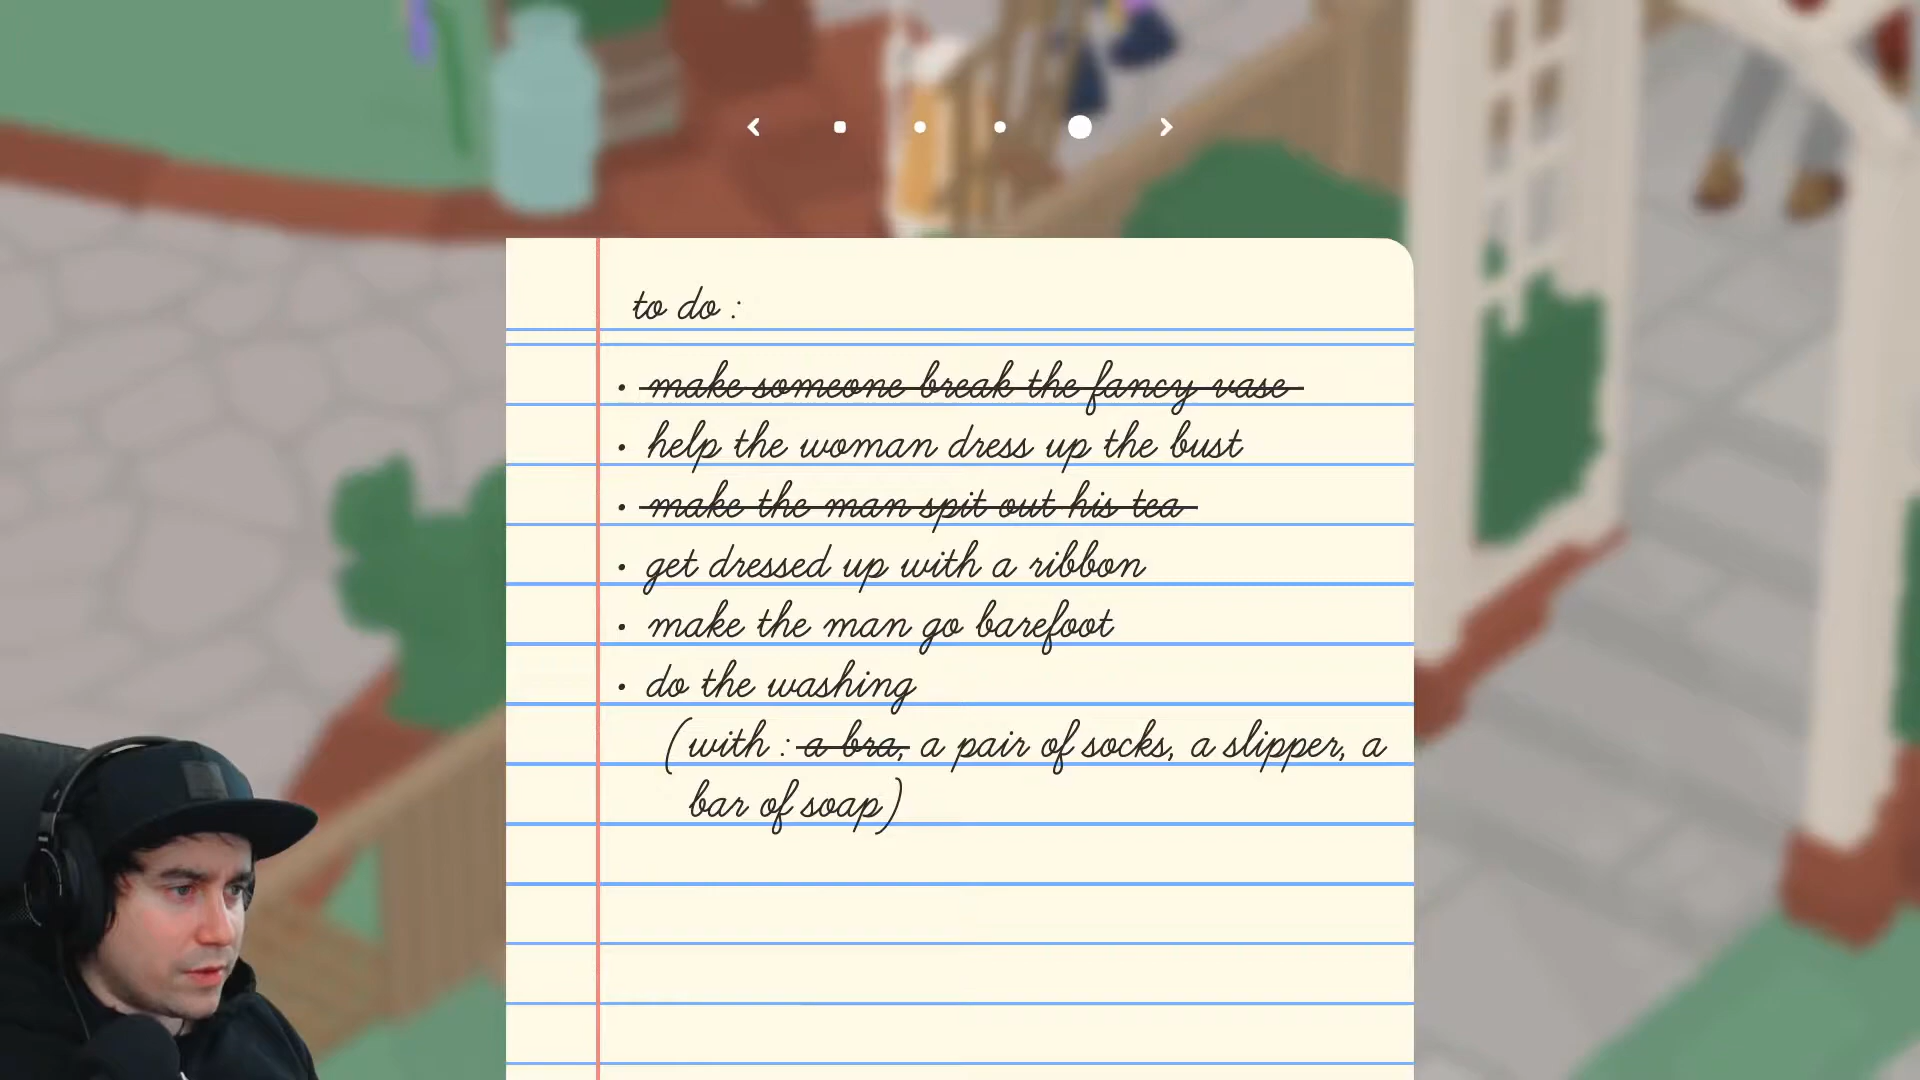 to do :
• make someone break the fancy vase
• help the woman dress up the bust
• make the man spit out his tea
• get dressed up with a ribbon
• make the man go barefoot
• do the washing
(with : a bra, a pair of socks, a slipper, a
bar of soap)